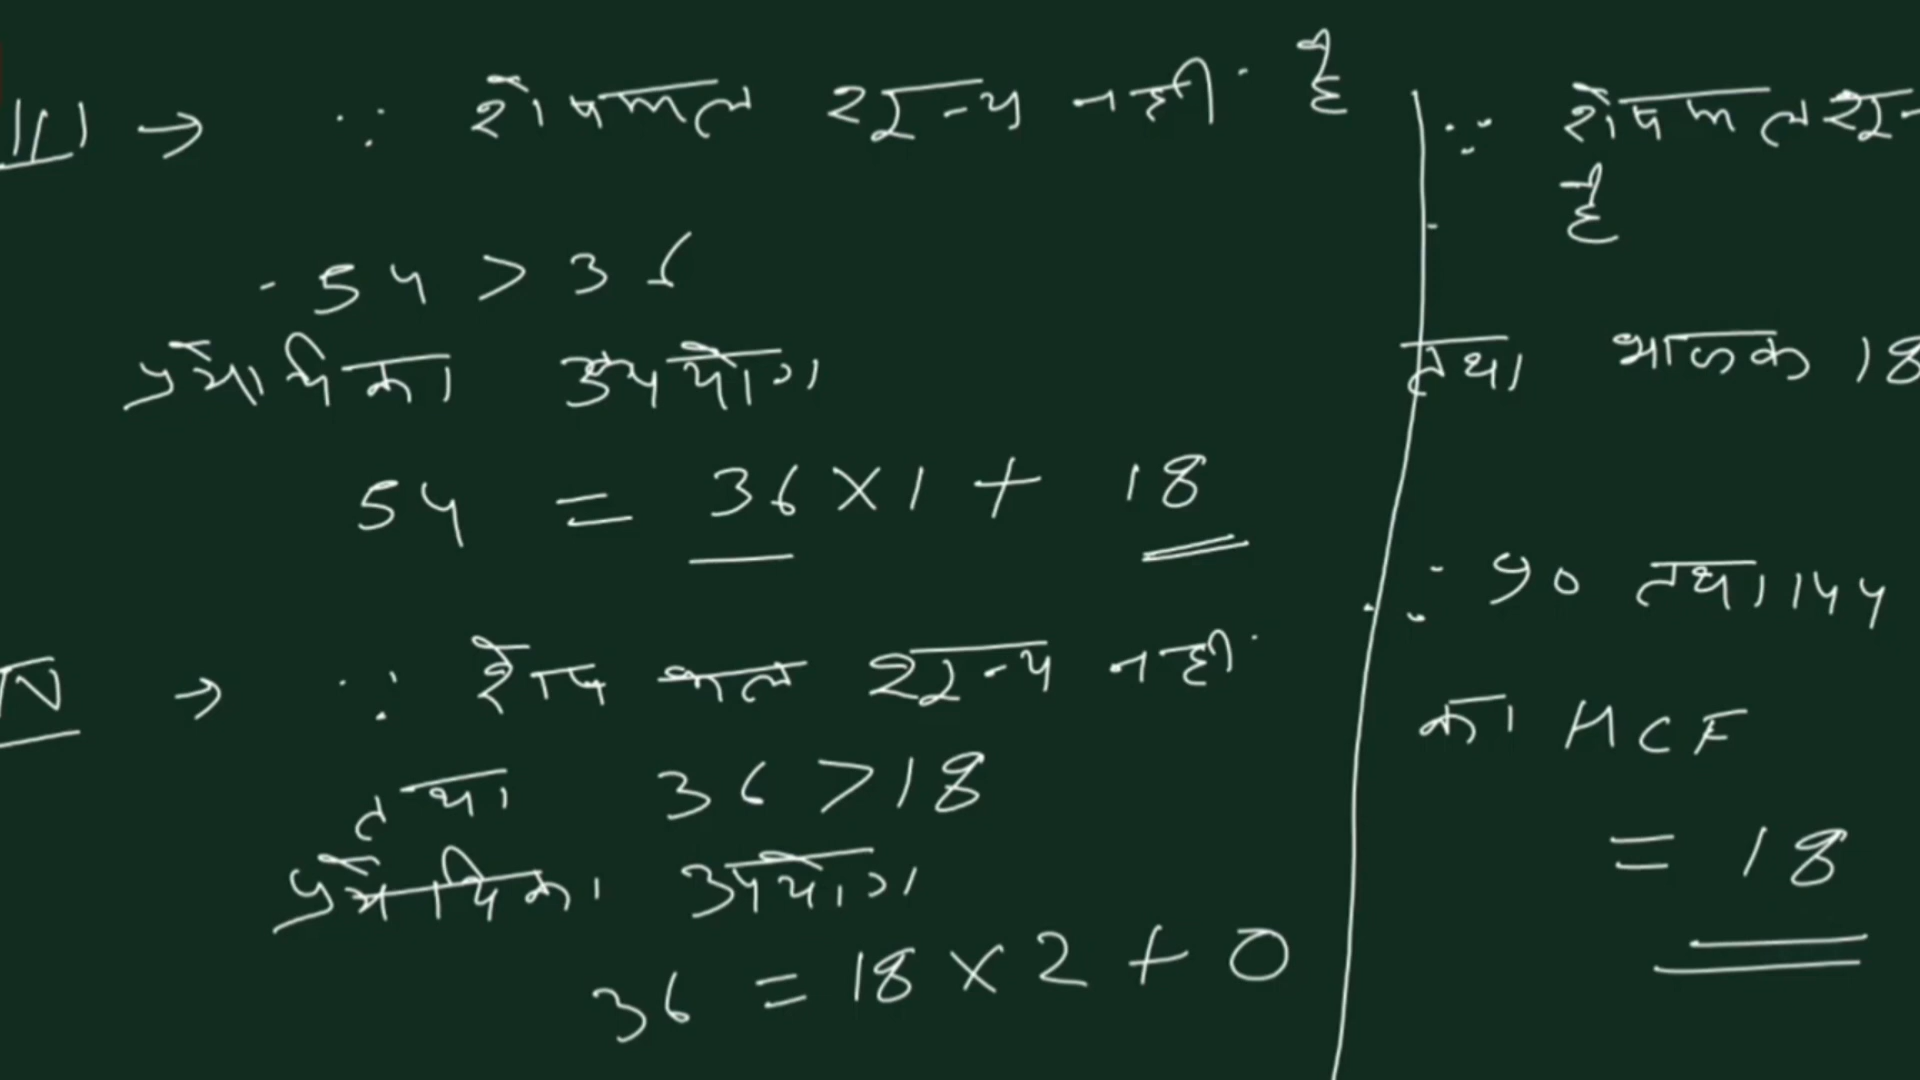 III → ∵ शेषफल शून्य नहीं है
54 > 36
प्रमेयिका उपयोग
54 = 36 × 1 + 18
IV → ∵ शेषफल शून्य नहीं
तथा 36 > 18
प्रमेयिका उपयोग
36 = 18 × 2 + 0
∵ शेषफल शून्
है
तथा भाजक 18
∴ 90 तथा 144
का HCF
= 18